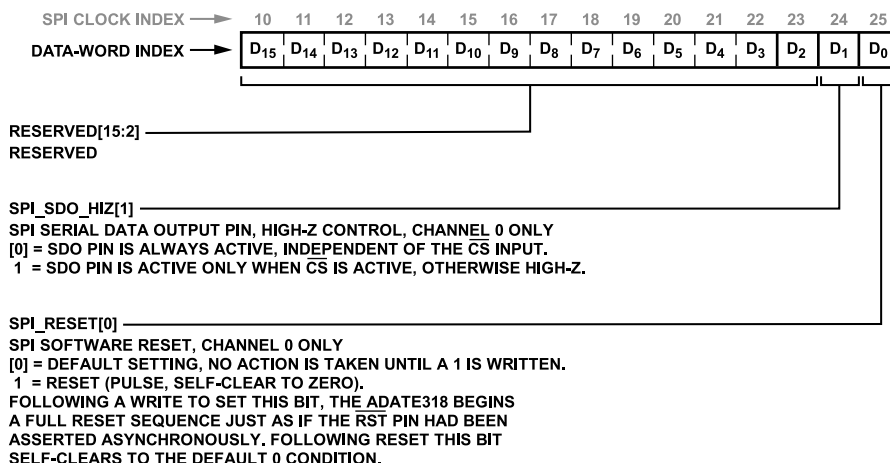 SPI CLOCK INDEX 10 11 12 13 14 15 16 17 18 19 20 21 22 23 24 25
DATA-WORD INDEX D15 D14 D13 D12 D11 D10 D9 D8 D7 D6 D5 D4 D3 D2 D1 D0
RESERVED[15:2]
RESERVED
SPI_SDO_HIZ[1]
SPI SERIAL DATA OUTPUT PIN, HIGH-Z CONTROL, CHANNEL 0 ONLY
[0] = SDO PIN IS ALWAYS ACTIVE, INDEPENDENT OF THE CS INPUT.
1 = SDO PIN IS ACTIVE ONLY WHEN CS IS ACTIVE, OTHERWISE HIGH-Z.
SPI_RESET[0]
SPI SOFTWARE RESET, CHANNEL 0 ONLY
[0] = DEFAULT SETTING, NO ACTION IS TAKEN UNTIL A 1 IS WRITTEN.
1 = RESET (PULSE, SELF-CLEAR TO ZERO).
FOLLOWING A WRITE TO SET THIS BIT, THE ADATE318 BEGINS
A FULL RESET SEQUENCE JUST AS IF THE RST PIN HAD BEEN
ASSERTED ASYNCHRONOUSLY. FOLLOWING RESET THIS BIT
SELF-CLEARS TO THE DEFAULT 0 CONDITION.